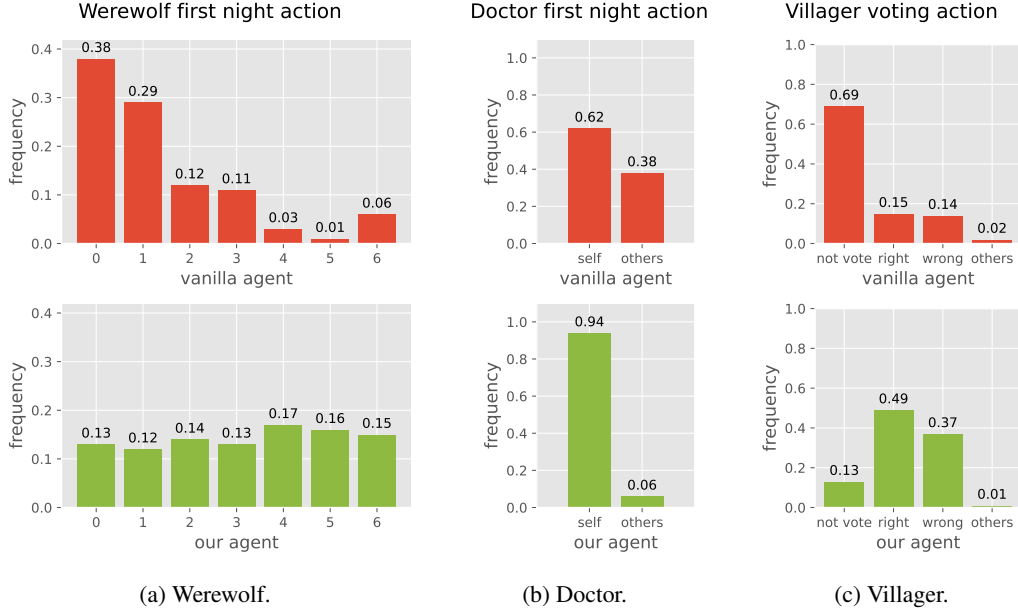 Werewolf first night action
0.4
0.3
0.2
0.1
0.0
frequency
0.38
0.29
0.12
0.11
0.03
0.01
0.06
0 1 2 3 4 5 6
vanilla agent
Doctor first night action
1.0
0.8
0.6
0.4
0.2
0.0
frequency
0.62
0.38
self others
vanilla agent
Villager voting action
1.0
0.8
0.6
0.4
0.2
0.0
frequency
0.69
0.15
0.14
0.02
not vote right wrong others
vanilla agent
0.4
0.3
0.2
0.1
0.0
frequency
0.13
0.12
0.14
0.13
0.17
0.16
0.15
0 1 2 3 4 5 6
our agent
1.0
0.8
0.6
0.4
0.2
0.0
frequency
0.94
0.06
self others
our agent
1.0
0.8
0.6
0.4
0.2
0.0
frequency
0.13
0.49
0.37
0.01
not vote right wrong others
our agent
(a) Werewolf.
(b) Doctor.
(c) Villager.